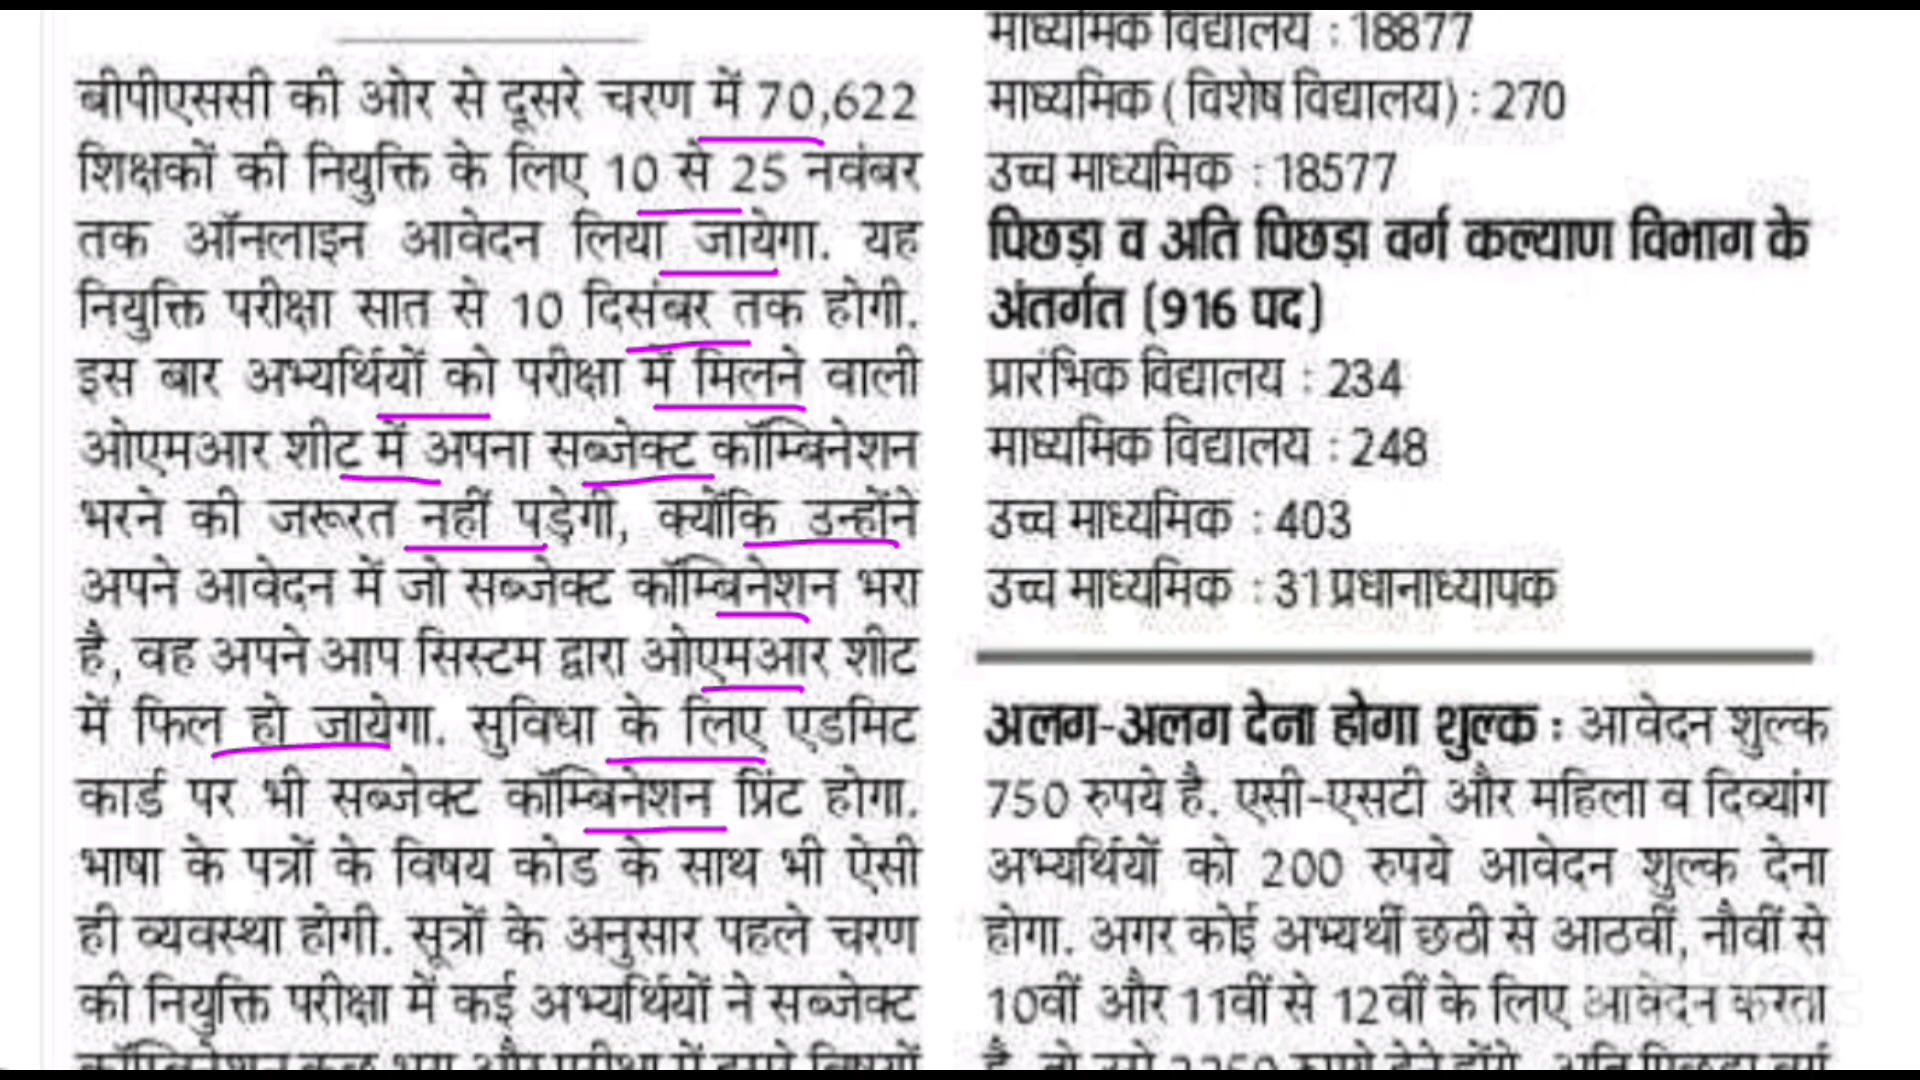 बीपीएससी की ओर से दूसरे चरण में 70,622
शिक्षकों की नियुक्ति के लिए 10 से 25 नवंबर
तक ऑनलाइन आवेदन लिया जायेगा. यह
नियुक्ति परीक्षा सात से 10 दिसंबर तक होगी.
इस बार अभ्यर्थियों को परीक्षा में मिलने वाली
ओएमआर शीट में अपना सब्जेक्ट कॉम्बिनेशन
भरने की जरूरत नहीं पड़ेगी, क्योंकि उन्होंने
अपने आवेदन में जो सब्जेक्ट कॉम्बिनेशन भरा
है, वह अपने आप सिस्टम द्वारा ओएमआर शीट
में फिल हो जायेगा. सुविधा के लिए एडमिट
कार्ड पर भी सब्जेक्ट कॉम्बिनेशन प्रिंट होगा.
भाषा के पत्रों के विषय कोड के साथ भी ऐसी
ही व्यवस्था होगी. सूत्रों के अनुसार पहले चरण
की नियुक्ति परीक्षा में कई अभ्यर्थियों ने सब्जेक्ट
माध्यमिक विद्यालय : 18877
माध्यमिक ( विशेष विद्यालय) : 270
उच्च माध्यमिक : 18577
पिछड़ा व अति पिछड़ा वर्ग कल्याण विभाग के
अंतर्गत (916 पद)
प्रारंभिक विद्यालय : 234
माध्यमिक विद्यालय : 248
उच्च माध्यमिक : 403
उच्च माध्यमिक : 31 प्रधानाध्यापक
अलग-अलग देना होगा शुल्क : आवेदन शुल्क
750 रुपये है. एसी-एसटी और महिला व दिव्यांग
अभ्यर्थियों को 200 रुपये आवेदन शुल्क देना
होगा. अगर कोई अभ्यर्थी छठी से आठवीं, नौवीं से
10वीं और 11वीं से 12वीं के लिए आवेदन करता